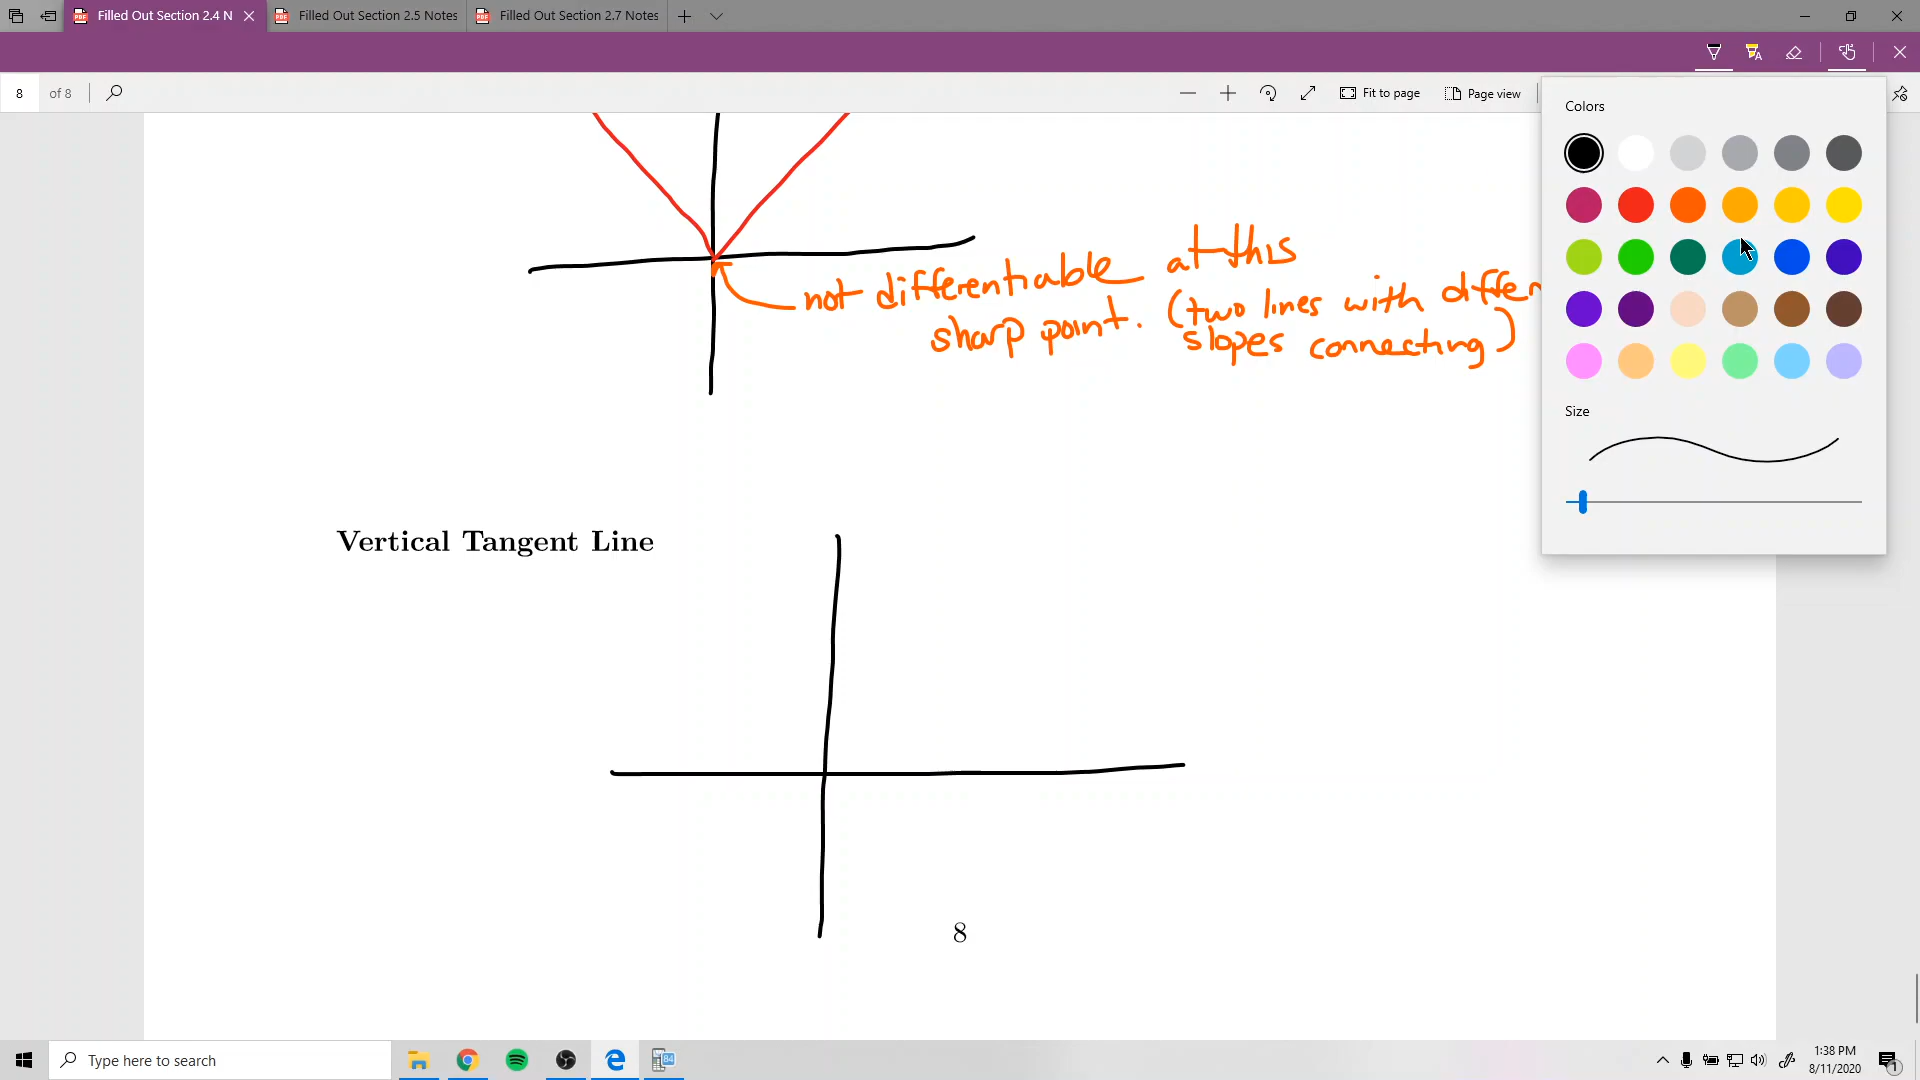 Filled Out Section 2.4 N
Filled Out Section 2.5 Notes
Filled Out Section 2.7 Notes
8 of 8
Fit to page
Page view
Colors
Size
not differentiable at this
sharp point. (two lines with differ
slopes connecting)
Vertical Tangent Line
8
Type here to search
84
1:38 PM
8/11/2020
1